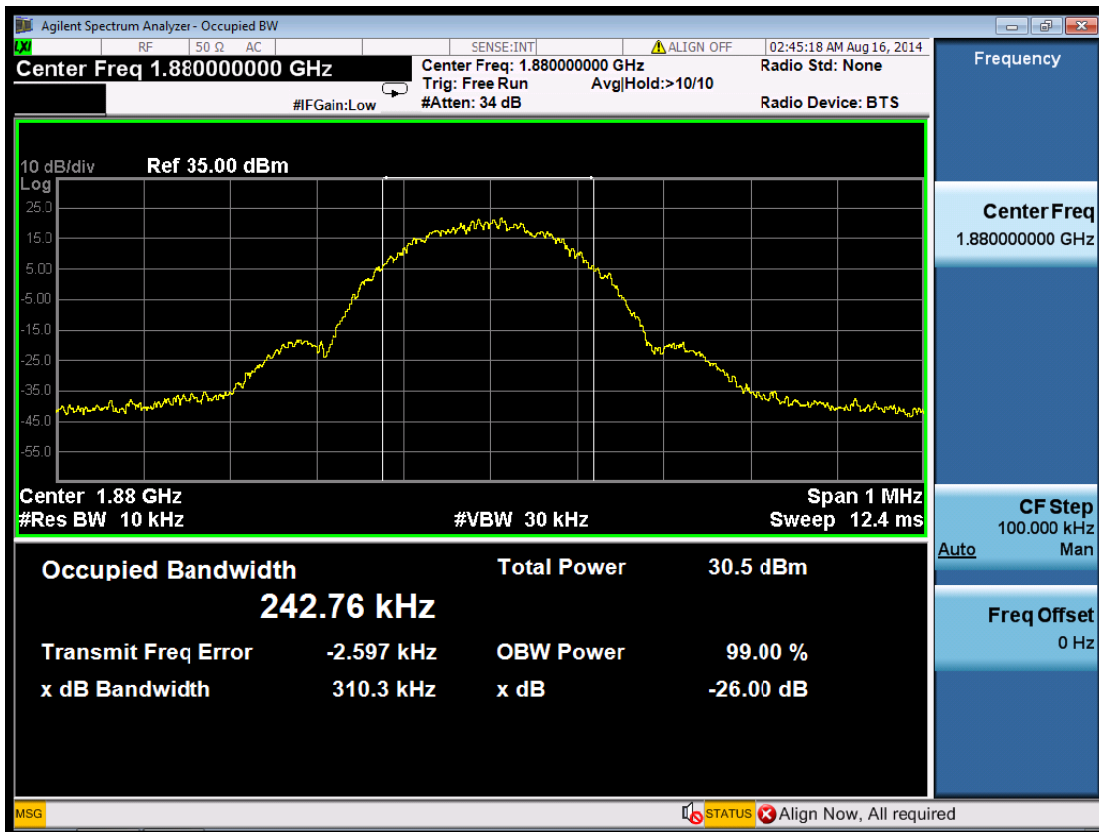 Agilent Spectrum Analyzer - Occupied BW
LXI RF 50 Ω AC SENSE:INT ALIGN OFF 02:45:18 AM Aug 16, 2014
Center Freq 1.880000000 GHz
#IFGain:Low
Center Freq: 1.880000000 GHz
Trig: Free Run Avg|Hold:>10/10
#Atten: 34 dB
Radio Std: None
Radio Device: BTS
10 dB/div Ref 35.00 dBm
Log
25.0
15.0
5.00
-5.00
-15.0
-25.0
-35.0
-45.0
-55.0
Center 1.88 GHz Span 1 MHz
#Res BW 10 kHz #VBW 30 kHz Sweep 12.4 ms
Occupied Bandwidth Total Power 30.5 dBm
242.76 kHz
Transmit Freq Error -2.597 kHz OBW Power 99.00 %
x dB Bandwidth 310.3 kHz x dB -26.00 dB
Frequency
Center Freq
1.880000000 GHz
CF Step
100.000 kHz
Auto Man
Freq Offset
0 Hz
MSG STATUS Align Now, All required